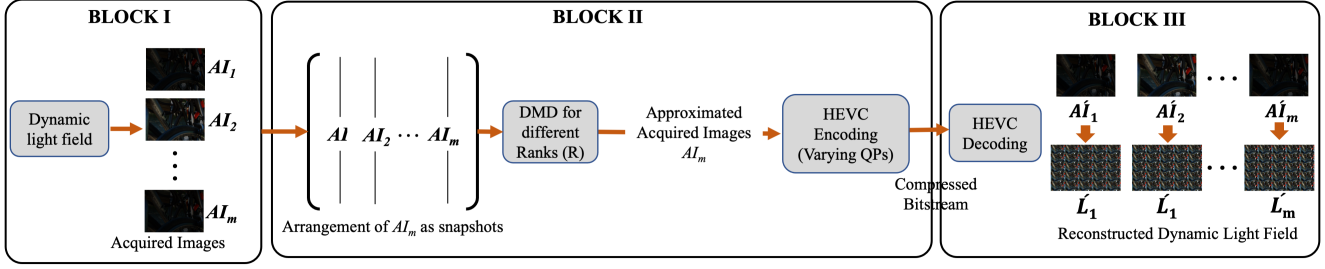 BLOCK I
Dynamic
light field
AI1
AI2
AIm
Acquired Images
BLOCK II
Al AI2 ··· AIm
Arrangement of AIm as snapshots
DMD for
different
Ranks (R)
Approximated
Acquired Images
AIm
HEVC
Encoding
(Varying QPs)
Compressed
Bitstream
BLOCK III
HEVC
Decoding
AÍ1 AÍ2 AÍm
Ĺ1 Ĺ1 Ĺm
Reconstructed Dynamic Light Field